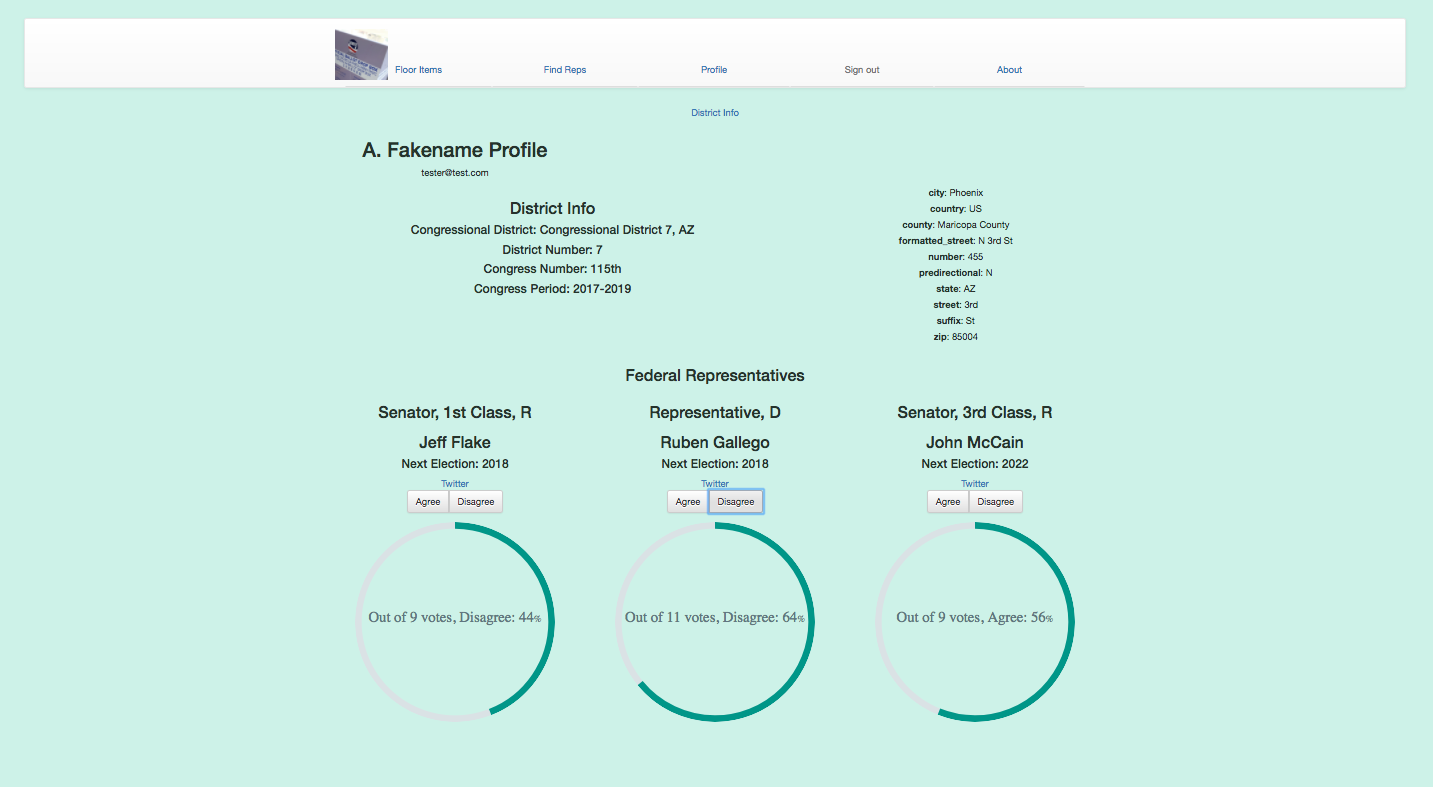 Floor Items
Find Reps
Profile
Sign out
About
District Info
A. Fakename Profile
tester@test.com
District Info
Congressional District: Congressional District 7, AZ
District Number: 7
Congress Number: 115th
Congress Period: 2017-2019
city: Phoenix
country: US
county: Maricopa County
formatted_street: N 3rd St
number: 455
predirectional: N
state: AZ
street: 3rd
suffix: St
zip: 85004
Federal Representatives
Senator, 1st Class, R
Jeff Flake
Next Election: 2018
Twitter
Agree
Disagree
Out of 9 votes, Disagree: 44%
Representative, D
Ruben Gallego
Next Election: 2018
Twitter
Agree
Disagree
Out of 11 votes, Disagree: 64%
Senator, 3rd Class, R
John McCain
Next Election: 2022
Twitter
Agree
Disagree
Out of 9 votes, Agree: 56%